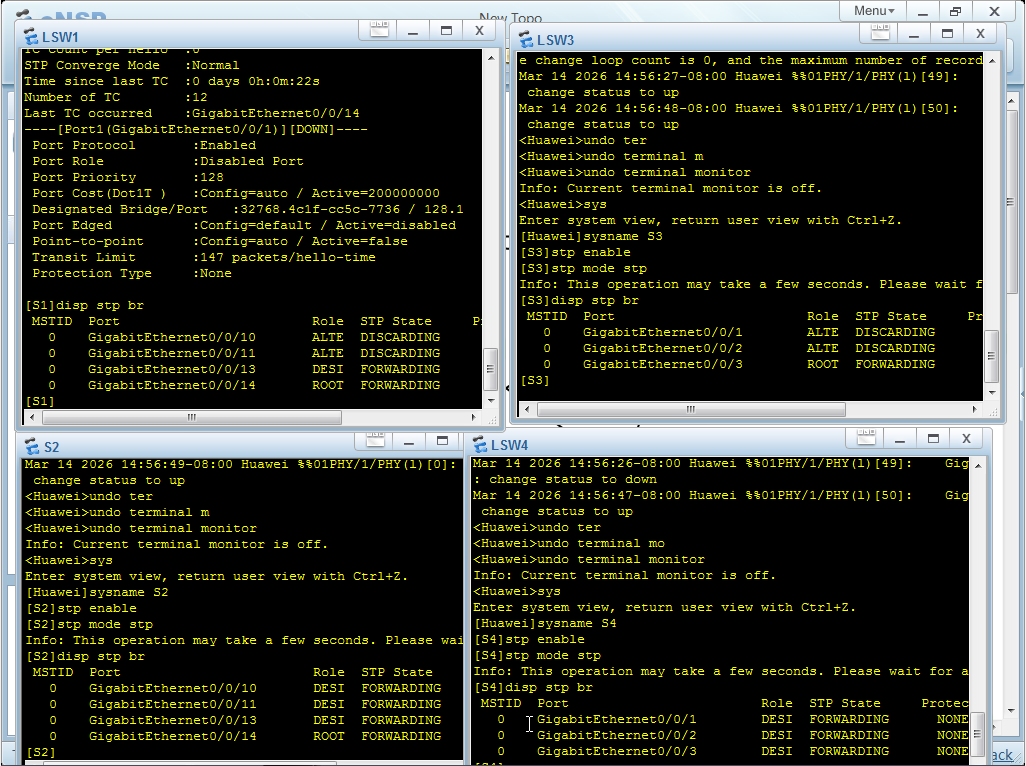 eNSP
New Topo
Menu
LSW1
TC count per hello :0
STP Converge Mode :Normal
Time since last TC :0 days 0h:0m:22s
Number of TC :12
Last TC occurred :GigabitEthernet0/0/14
----[Port1(GigabitEthernet0/0/1)][DOWN]----
Port Protocol :Enabled
Port Role :Disabled Port
Port Priority :128
Port Cost(Dot1T ) :Config=auto / Active=200000000
Designated Bridge/Port :32768.4c1f-cc5c-7736 / 128.1
Port Edged :Config=default / Active=disabled
Point-to-point :Config=auto / Active=false
Transit Limit :147 packets/hello-time
Protection Type :None
[S1]disp stp br
MSTID Port Role STP State P
0 GigabitEthernet0/0/10 ALTE DISCARDING
0 GigabitEthernet0/0/11 ALTE DISCARDING
0 GigabitEthernet0/0/13 DESI FORWARDING
0 GigabitEthernet0/0/14 ROOT FORWARDING
[S1]
LSW3
e change loop count is 0, and the maximum number of record
Mar 14 2026 14:56:27-08:00 Huawei %%01PHY/1/PHY(l)[49]:
change status to up
Mar 14 2026 14:56:48-08:00 Huawei %%01PHY/1/PHY(l)[50]:
change status to up
<Huawei>undo ter
<Huawei>undo terminal m
<Huawei>undo terminal monitor
Info: Current terminal monitor is off.
<Huawei>sys
Enter system view, return user view with Ctrl+Z.
[Huawei]sysname S3
[S3]stp enable
[S3]stp mode stp
Info: This operation may take a few seconds. Please wait f
[S3]disp stp br
MSTID Port Role STP State Pr
0 GigabitEthernet0/0/1 ALTE DISCARDING
0 GigabitEthernet0/0/2 ALTE DISCARDING
0 GigabitEthernet0/0/3 ROOT FORWARDING
[S3]
S2
Mar 14 2026 14:56:49-08:00 Huawei %%01PHY/1/PHY(l)[0]:
change status to up
<Huawei>undo ter
<Huawei>undo terminal m
<Huawei>undo terminal monitor
Info: Current terminal monitor is off.
<Huawei>sys
Enter system view, return user view with Ctrl+Z.
[Huawei]sysname S2
[S2]stp enable
[S2]stp mode stp
Info: This operation may take a few seconds. Please wai
[S2]disp stp br
MSTID Port Role STP State
0 GigabitEthernet0/0/10 DESI FORWARDING
0 GigabitEthernet0/0/11 DESI FORWARDING
0 GigabitEthernet0/0/13 DESI FORWARDING
0 GigabitEthernet0/0/14 ROOT FORWARDING
[S2]
LSW4
Mar 14 2026 14:56:26-08:00 Huawei %%01PHY/1/PHY(l)[49]: Gig
: change status to down
Mar 14 2026 14:56:47-08:00 Huawei %%01PHY/1/PHY(l)[50]: Gig
change status to up
<Huawei>undo ter
<Huawei>undo terminal mo
<Huawei>undo terminal monitor
Info: Current terminal monitor is off.
<Huawei>sys
Enter system view, return user view with Ctrl+Z.
[Huawei]sysname S4
[S4]stp enable
[S4]stp mode stp
Info: This operation may take a few seconds. Please wait for a
[S4]disp stp br
MSTID Port Role STP State Protec
0 GigabitEthernet0/0/1 DESI FORWARDING NONE
0 GigabitEthernet0/0/2 DESI FORWARDING NONE
0 GigabitEthernet0/0/3 DESI FORWARDING NONE
[S4]
ack